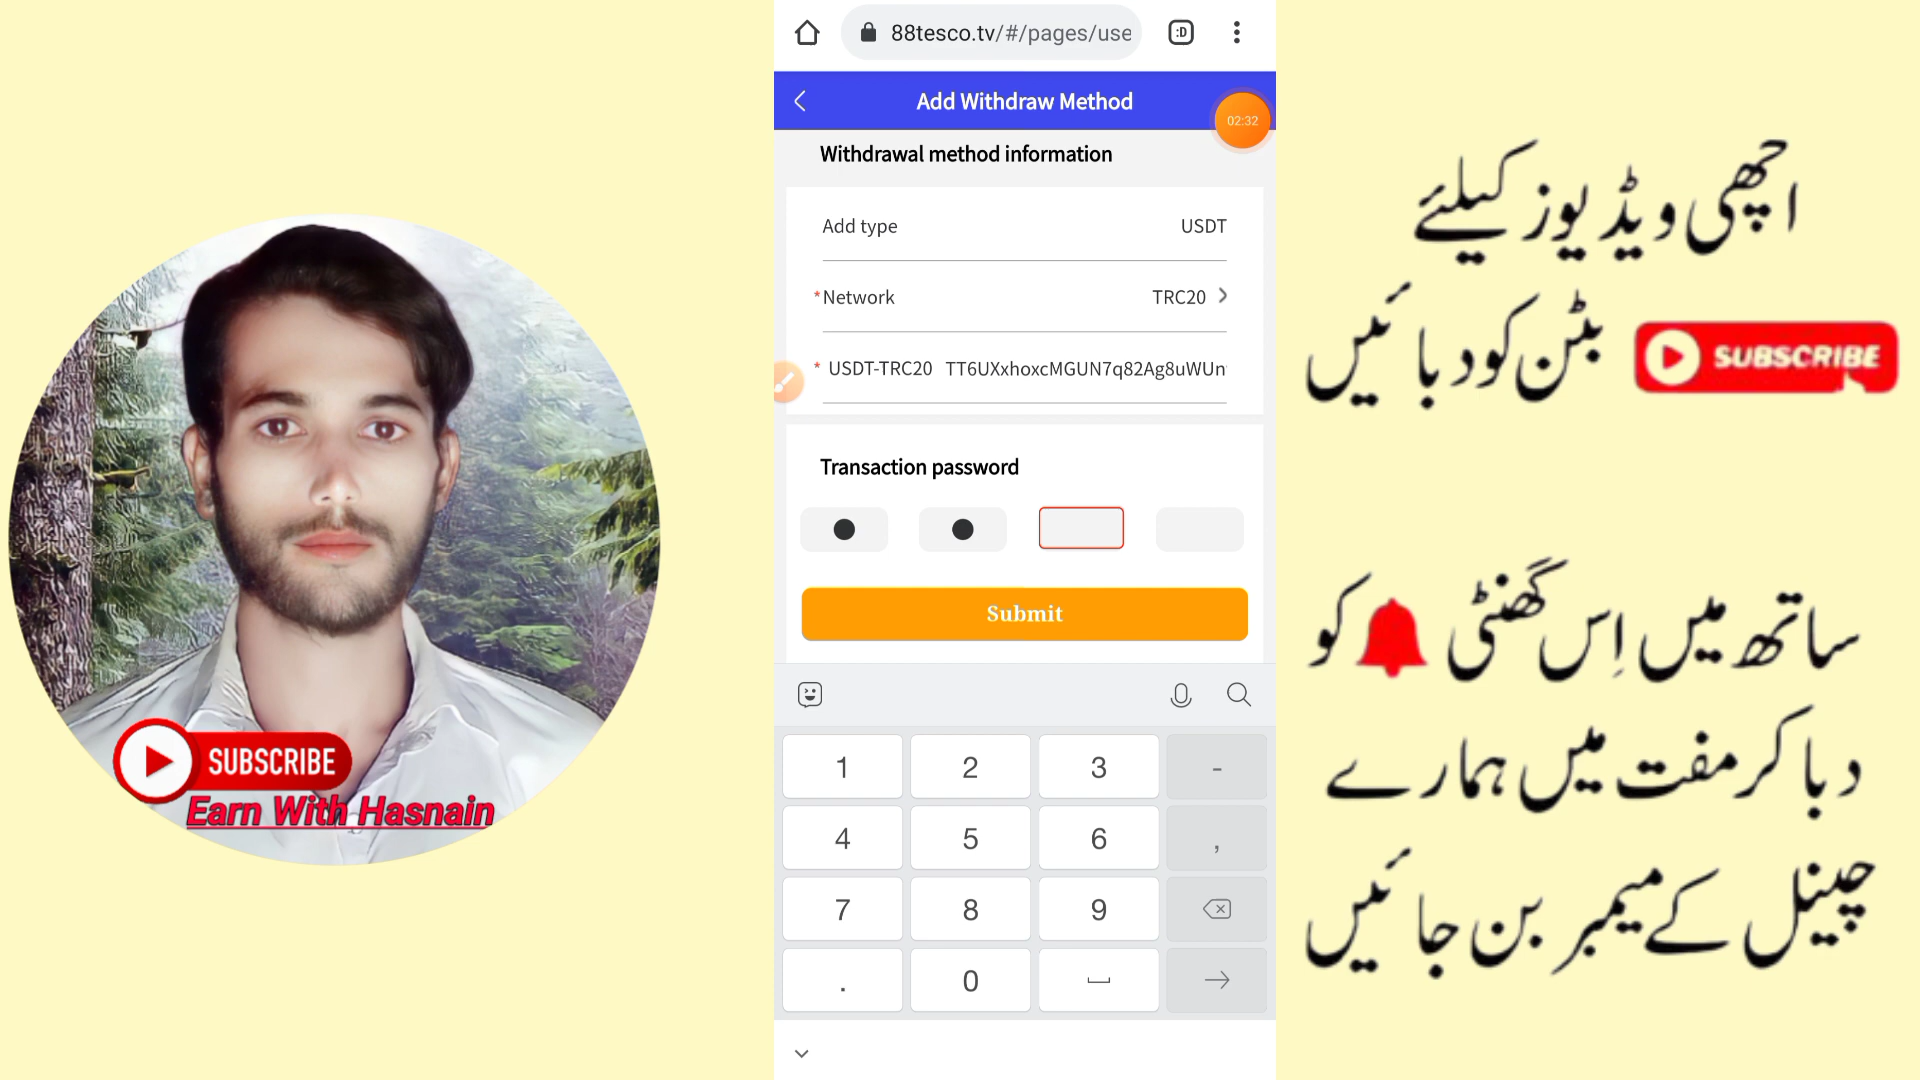 88tesco.tv/#/pages/use
:D
Add Withdraw Method
02:32
Withdrawal method information
Add type USDT
*Network TRC20
* USDT-TRC20 TT6UXxhoxcMGUN7q82Ag8uWUn
Transaction password
Submit
1 2 3 -
4 5 6 ,
7 8 9
. 0
SUBSCRIBE
Earn With Hasnain
اچھی ویڈیوز کیلئے
SUBSCRIBE بٹن کو دبائیں
ساتھ میں اِس گھنٹی کو
دبا کر مفت میں ہمارے
چینل کے میمبر بن جائیں